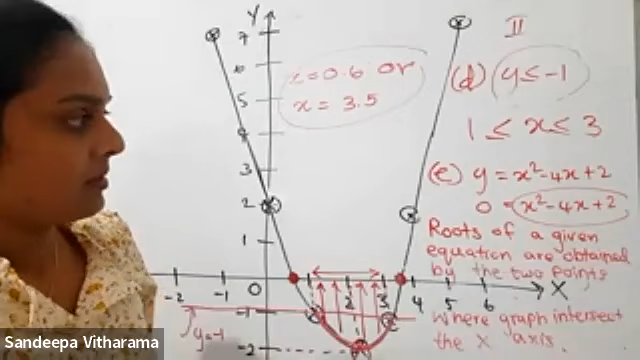 Y
7
6
5
4
3
2
1
O
-1
-2
-2 -1 1 2 3 4 5 6 X
x=0.6 or
x = 3.5
y=-1
II
(d) y ≤ -1
1 ≤ x ≤ 3
(e) y = x²-4x+2
0 = x²-4x+2
Roots of a given
equation are obtained
by the two points
where graph intersect
the X axis.
Sandeepa Vitharama